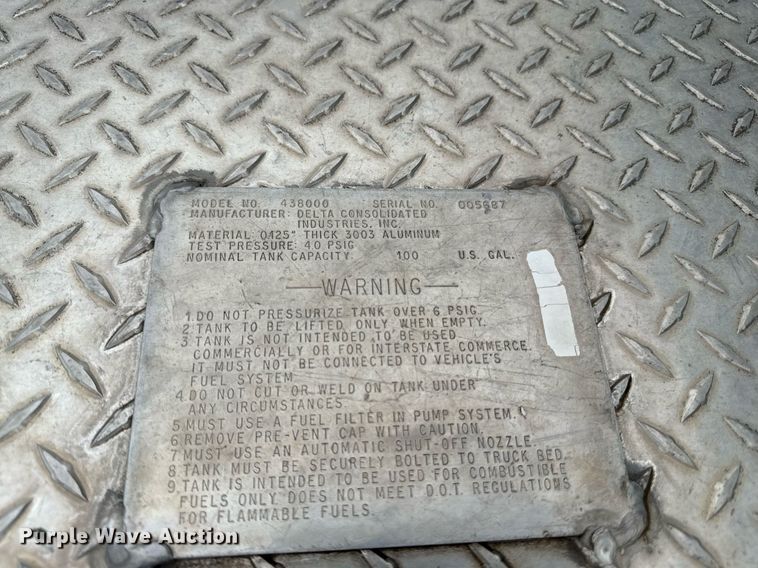 MODEL NO. 438000 SERIAL NO. 005687
MANUFACTURER: DELTA CONSOLIDATED
INDUSTRIES, INC.
MATERIAL: 0.125" THICK 3003 ALUMINUM
TEST PRESSURE: 4.0 PSIG
NOMINAL TANK CAPACITY 100 U.S. GAL.
WARNING
1. DO NOT PRESSURIZE TANK OVER 6 PSIG.
2. TANK TO BE LIFTED ONLY WHEN EMPTY.
3. TANK IS NOT INTENDED TO BE USED
COMMERCIALLY OR FOR INTERSTATE COMMERCE.
IT MUST NOT BE CONNECTED TO VEHICLE'S
FUEL SYSTEM
4. DO NOT CUT OR WELD ON TANK UNDER
ANY CIRCUMSTANCES
5. MUST USE A FUEL FILTER IN PUMP SYSTEM.
6. REMOVE PRE-VENT CAP WITH CAUTION.
7. MUST USE AN AUTOMATIC SHUT-OFF NOZZLE.
8. TANK MUST BE SECURELY BOLTED TO TRUCK BED.
9. TANK IS INTENDED TO BE USED FOR COMBUSTIBLE
FUELS ONLY DOES NOT MEET D.O.T. REGULATIONS
FOR FLAMMABLE FUELS.
Purple Wave Auction